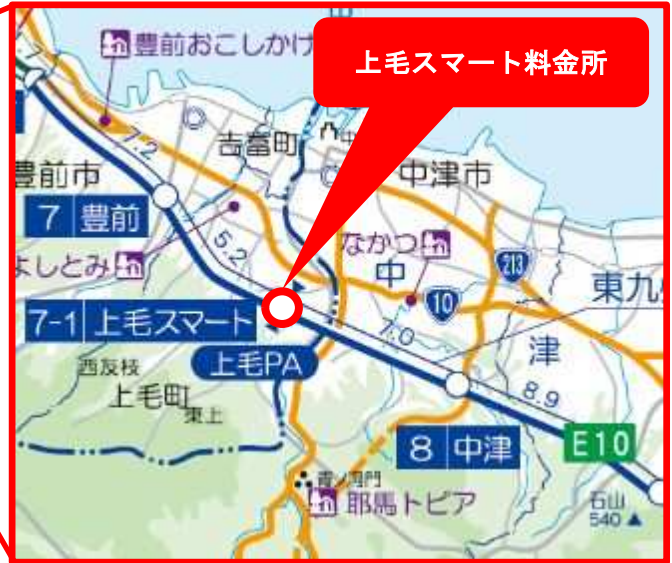 豊前おこしかけ
上毛スマート料金所
7.2
吉富町
中津市
豊前市
7 豊前
5.2
なかつ
よしとみ
中
213
10
東九
7-1 上毛スマート
7.0
津
上毛PA
西友枝
上毛町
東上
8.9
8 中津
E10
青ノ洞門
耶馬トピア
石山
540▲